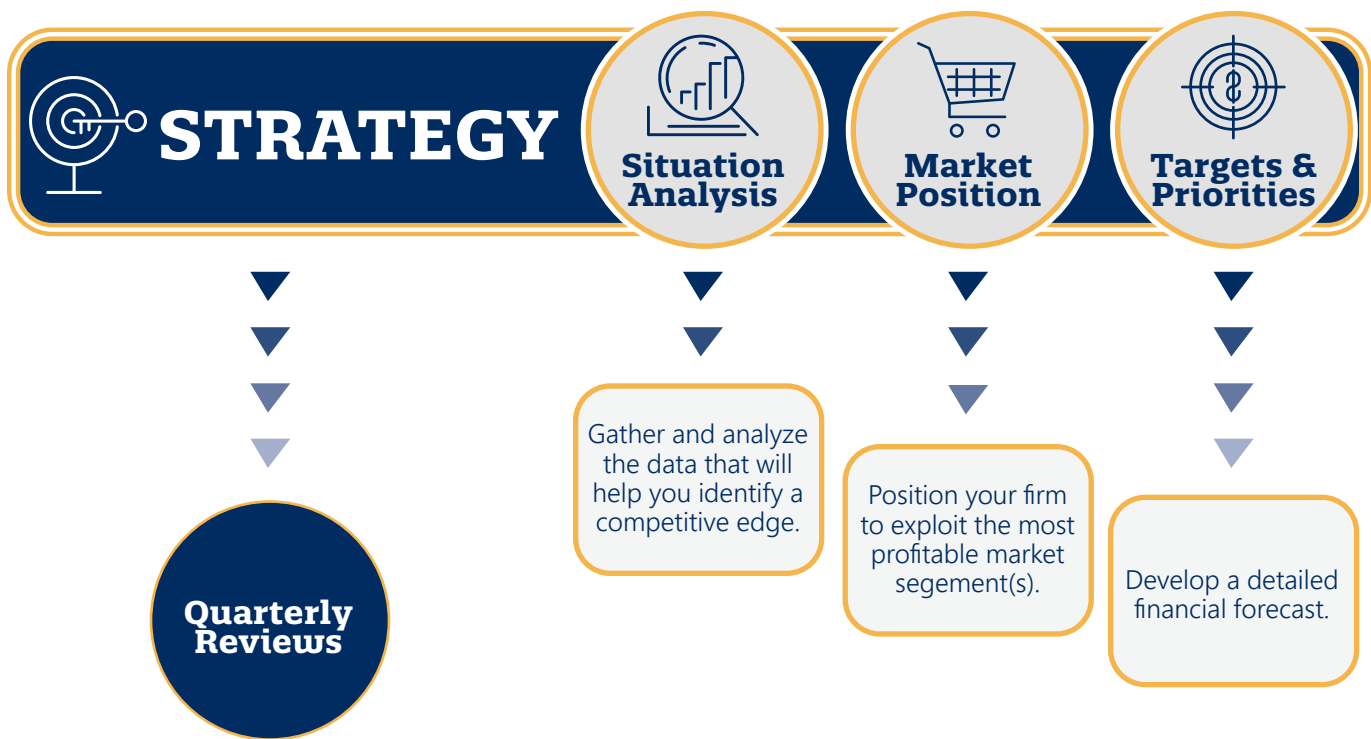 STRATEGY
Situation
Analysis
Market
Position
Targets &
Priorities
Gather and analyze
the data that will
help you identify a
competitive edge.
Position your firm
to exploit the most
profitable market
segement(s).
Develop a detailed
financial forecast.
Quarterly
Reviews